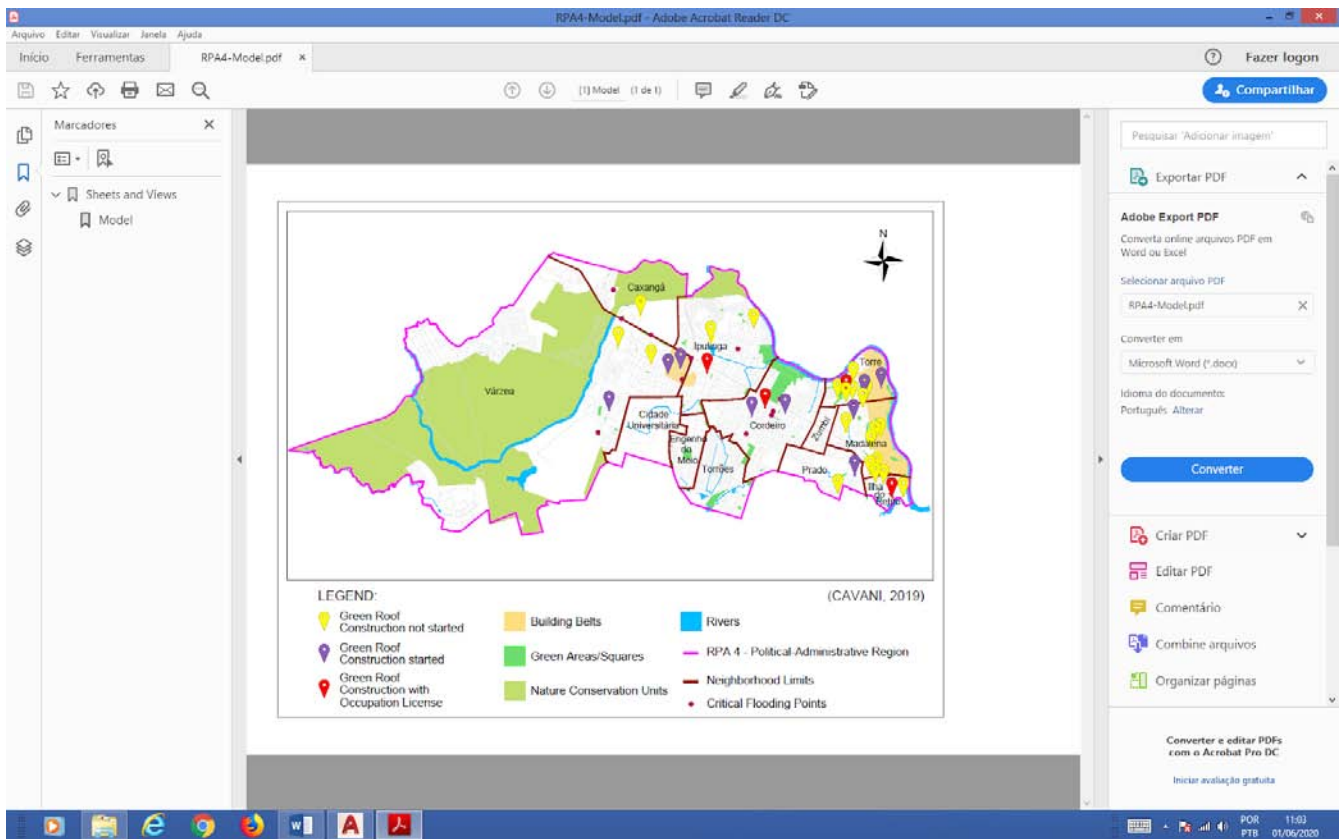 RPA4-Model.pdf - Adobe Acrobat Reader DC
Arquivo Editar Visualizar Janela Ajuda
Início Ferramentas RPA4-Model.pdf × Fazer logon
[1] Model (1 de 1) Compartilhar
Marcadores
Sheets and Views
Model
N
Caxangá
Iputinga
Torre
Várzea
Cidade
Universitária
Cordeiro
Zumbi
Madalena
Engenho
do
Meio
Torrões
Prado
Ilha
do
Retiro
LEGEND:
(CAVANI, 2019)
Green Roof
Construction not started
Green Roof
Construction started
Green Roof
Construction with
Occupation License
Building Belts
Green Areas/Squares
Nature Conservation Units
Rivers
RPA 4 - Political-Administrative Region
Neighborhood Limits
Critical Flooding Points
Pesquisar 'Adicionar imagem'
Exportar PDF
Adobe Export PDF
Converta online arquivos PDF em
Word ou Excel
Selecionar arquivo PDF
RPA4-Model.pdf
Converter em
Microsoft Word (*.docx)
Idioma do documento:
Português Alterar
Converter
Criar PDF
Editar PDF
Comentário
Combine arquivos
Organizar páginas
Converter e editar PDFs
com o Acrobat Pro DC
Iniciar avaliação gratuita
POR 11:03
PTB 01/06/2020